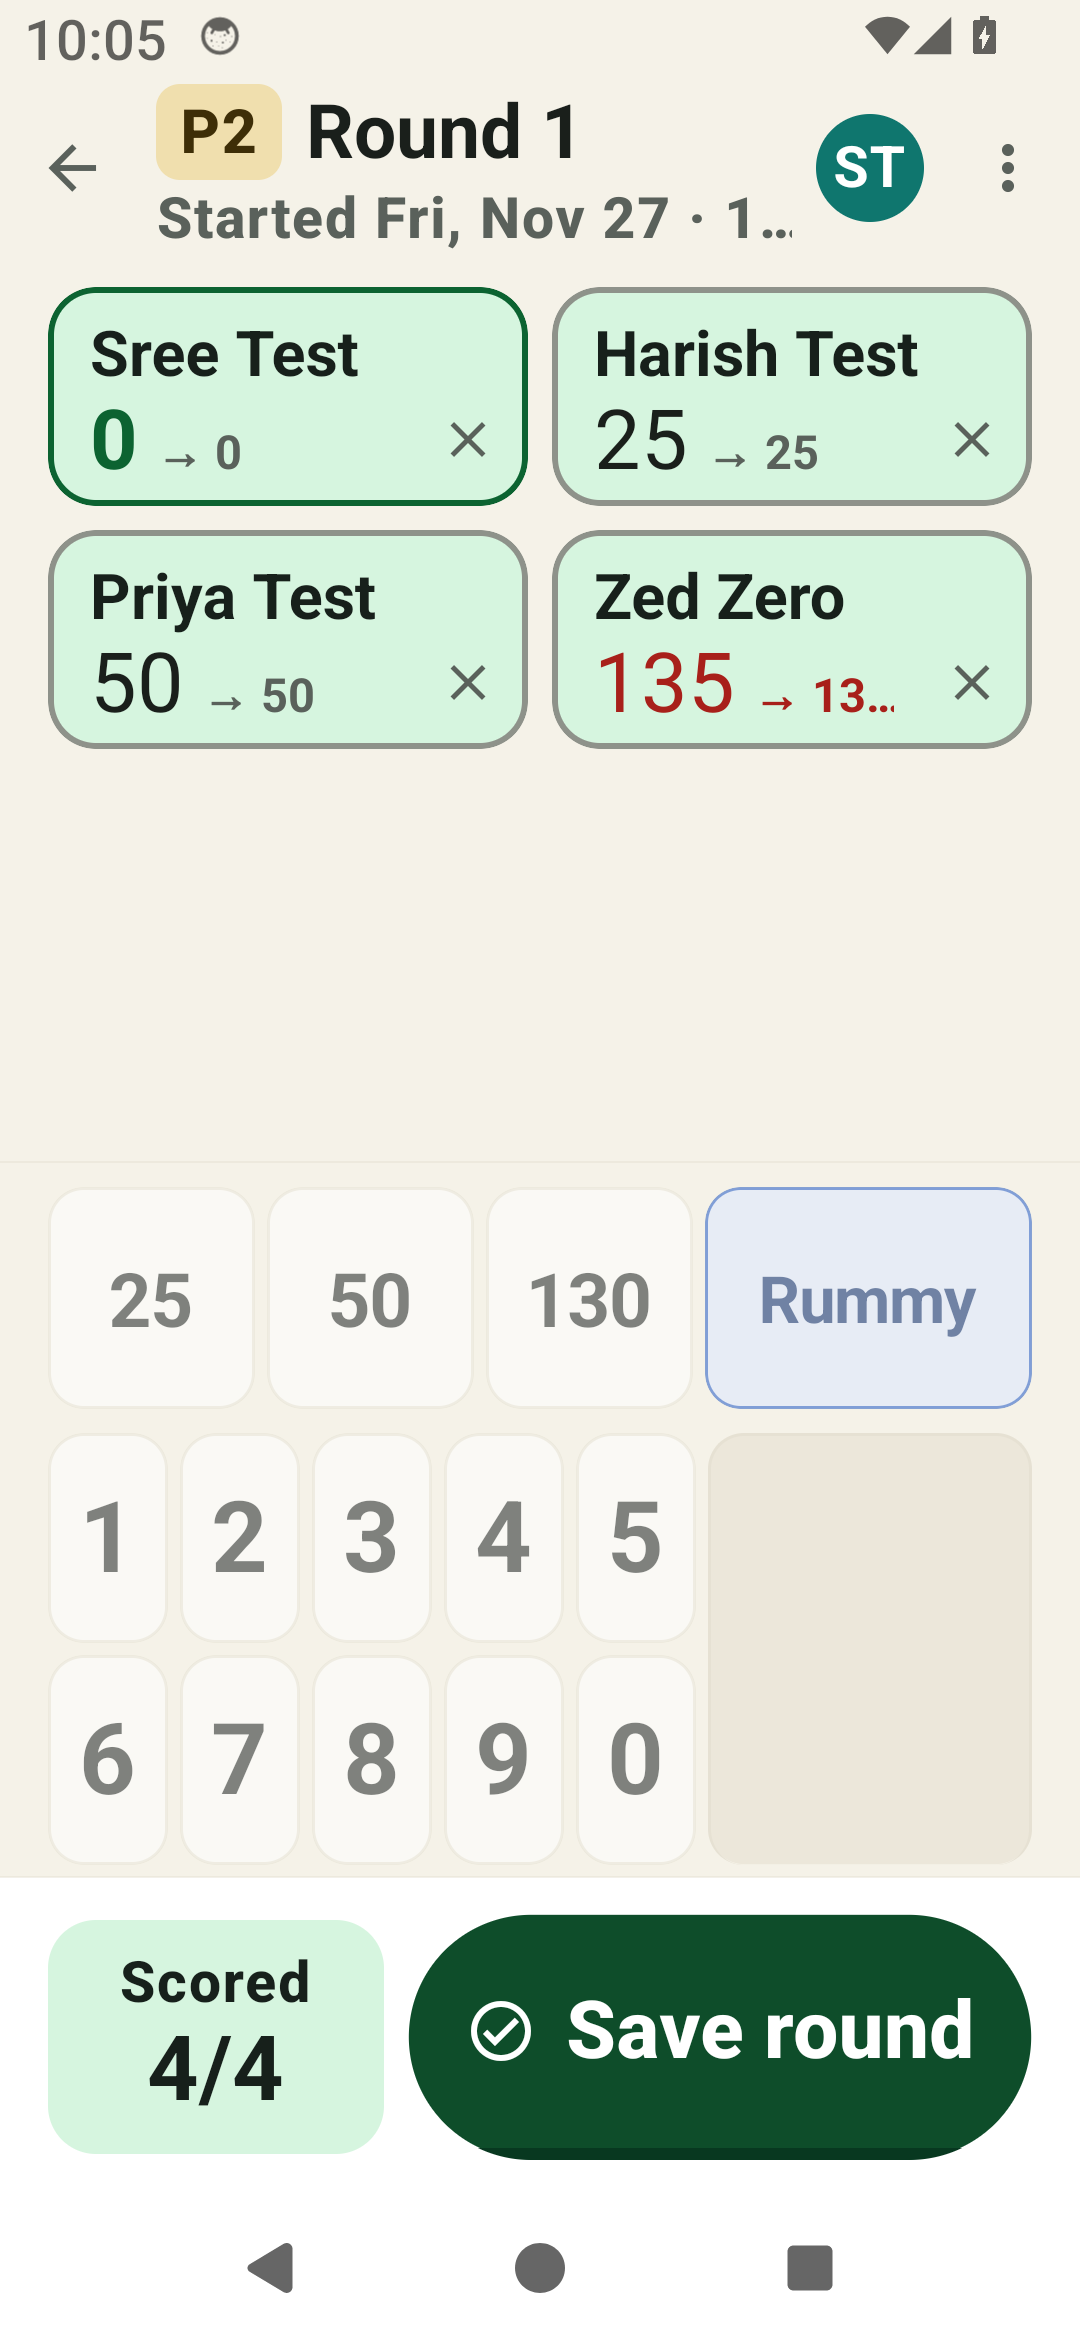 10:05
P2 Round 1
Started Fri, Nov 27 · 1…
ST
Sree Test
0 → 0
Harish Test
25 → 25
Priya Test
50 → 50
Zed Zero
135 → 13…
25 50 130 Rummy
1 2 3 4 5
6 7 8 9 0
Scored
4/4
Save round